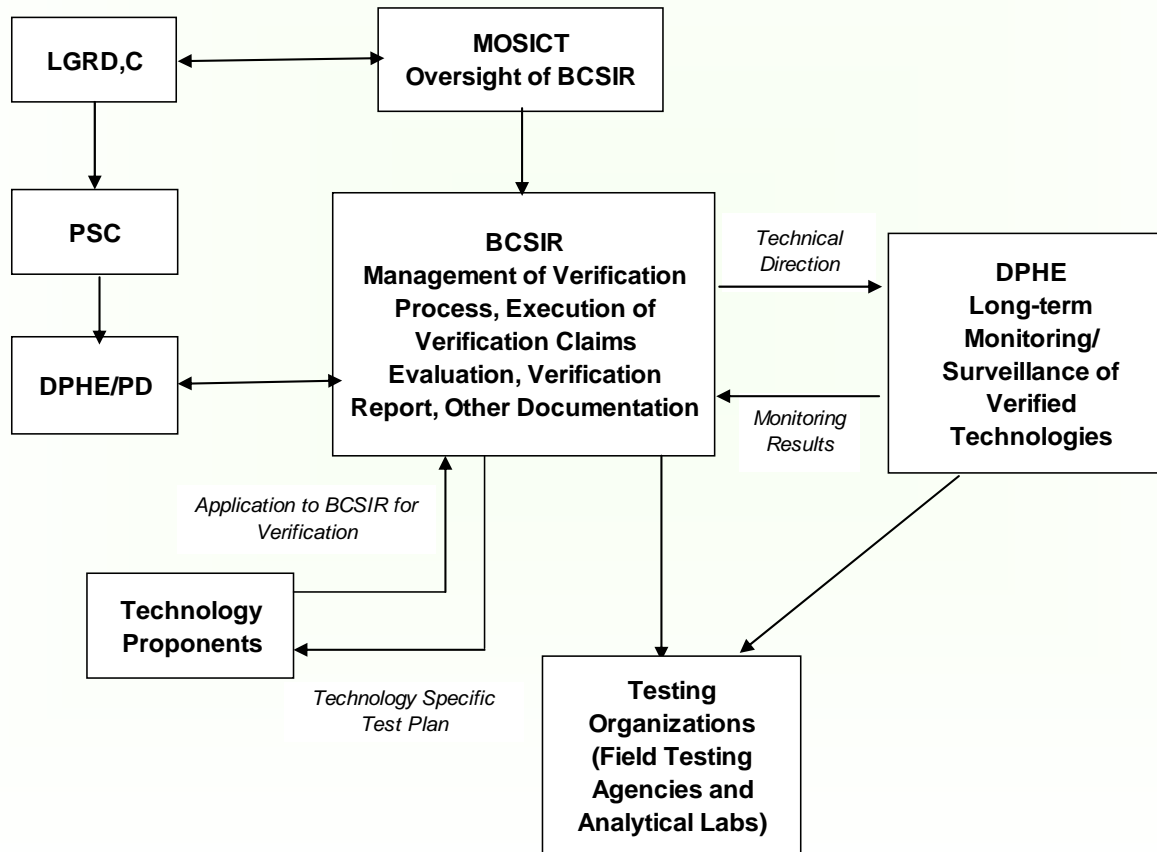 LGRD,C
MOSICT
Oversight of BCSIR
PSC
BCSIR
Management of Verification
Process, Execution of
Verification Claims
Evaluation, Verification
Report, Other Documentation
Technical
Direction
DPHE
Long-term
Monitoring/
Surveillance of
Verified
Technologies
DPHE/PD
Monitoring
Results
Application to BCSIR for
Verification
Technology
Proponents
Technology Specific
Test Plan
Testing
Organizations
(Field Testing
Agencies and
Analytical Labs)